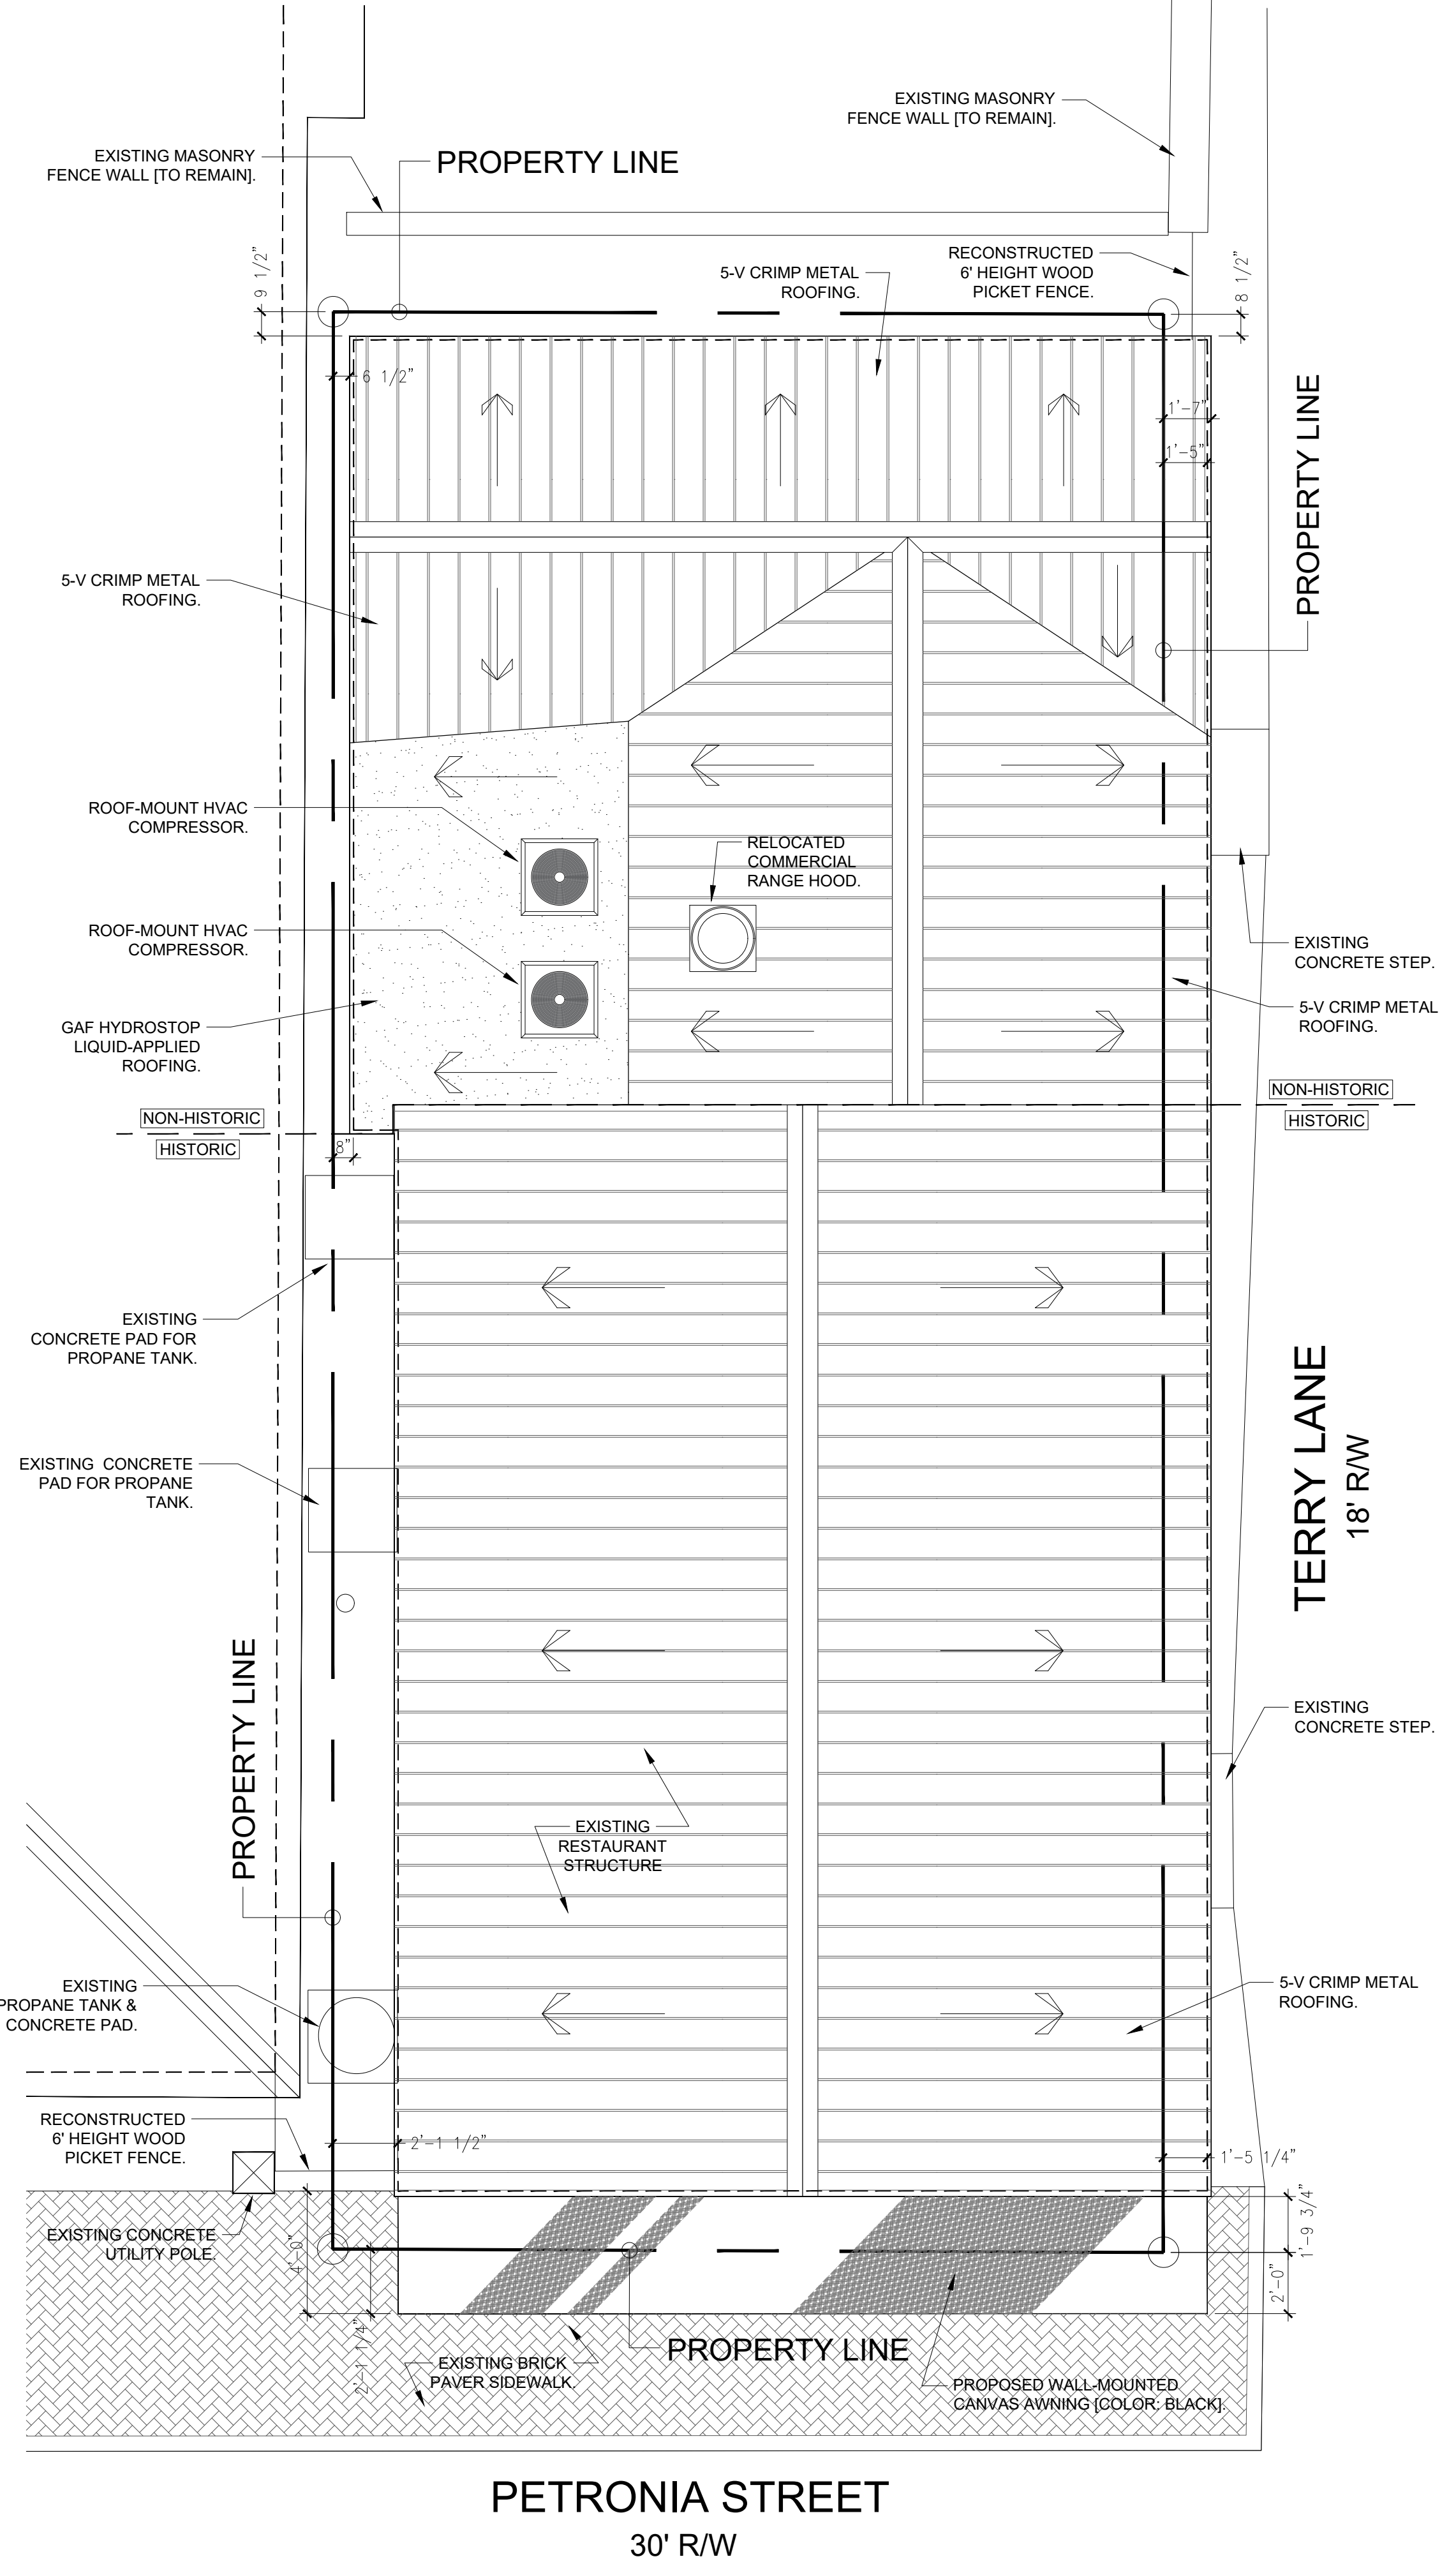 EXISTING MASONRY
FENCE WALL [TO REMAIN].
EXISTING MASONRY
FENCE WALL [TO REMAIN].
PROPERTY LINE
9 1/2"
5-V CRIMP METAL
ROOFING.
RECONSTRUCTED
6' HEIGHT WOOD
PICKET FENCE.
8 1/2"
6 1/2"
1'-7"
1'-5"
PROPERTY LINE
5-V CRIMP METAL
ROOFING.
ROOF-MOUNT HVAC
COMPRESSOR.
RELOCATED
COMMERCIAL
RANGE HOOD.
ROOF-MOUNT HVAC
COMPRESSOR.
EXISTING
CONCRETE STEP.
GAF HYDROSTOP
LIQUID-APPLIED
ROOFING.
5-V CRIMP METAL
ROOFING.
NON-HISTORIC
HISTORIC
NON-HISTORIC
HISTORIC
8"
EXISTING
CONCRETE PAD FOR
PROPANE TANK.
TERRY LANE
18' R/W
EXISTING CONCRETE
PAD FOR PROPANE
TANK.
PROPERTY LINE
EXISTING
CONCRETE STEP.
EXISTING
RESTAURANT
STRUCTURE
EXISTING
PROPANE TANK &
CONCRETE PAD.
5-V CRIMP METAL
ROOFING.
RECONSTRUCTED
6' HEIGHT WOOD
PICKET FENCE.
2'-1 1/2"
1'-5 1/4"
EXISTING CONCRETE
UTILITY POLE.
4'-0"
1'-9 3/4"
2'-0"
2'-1 1/4"
EXISTING BRICK
PAVER SIDEWALK.
PROPERTY LINE
PROPOSED WALL-MOUNTED
CANVAS AWNING [COLOR: BLACK].
PETRONIA STREET
30' R/W